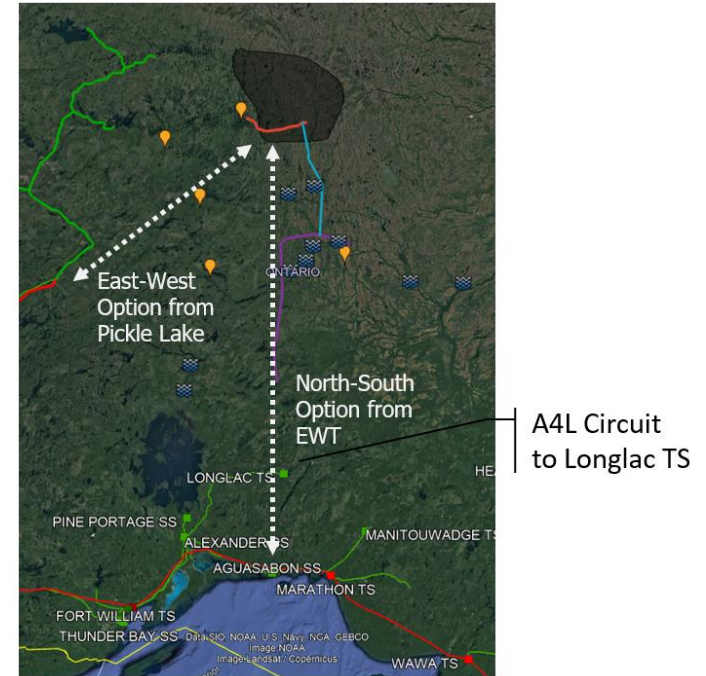 ONTARIO
East-West
Option from
Pickle Lake
North-South
Option from
EWT
A4L Circuit
to Longlac TS
LONGLAC TS
HE
PINE PORTAGE SS
ALEXANDER SS
MANITOUWADGE TS
AGUASABON SS
MARATHON TS
FORT WILLIAM TS
THUNDER BAY SS
Data SIO, NOAA, U.S. Navy, NGA, GEBCO
Image NOAA
Image Landsat / Copernicus
WAWA TS